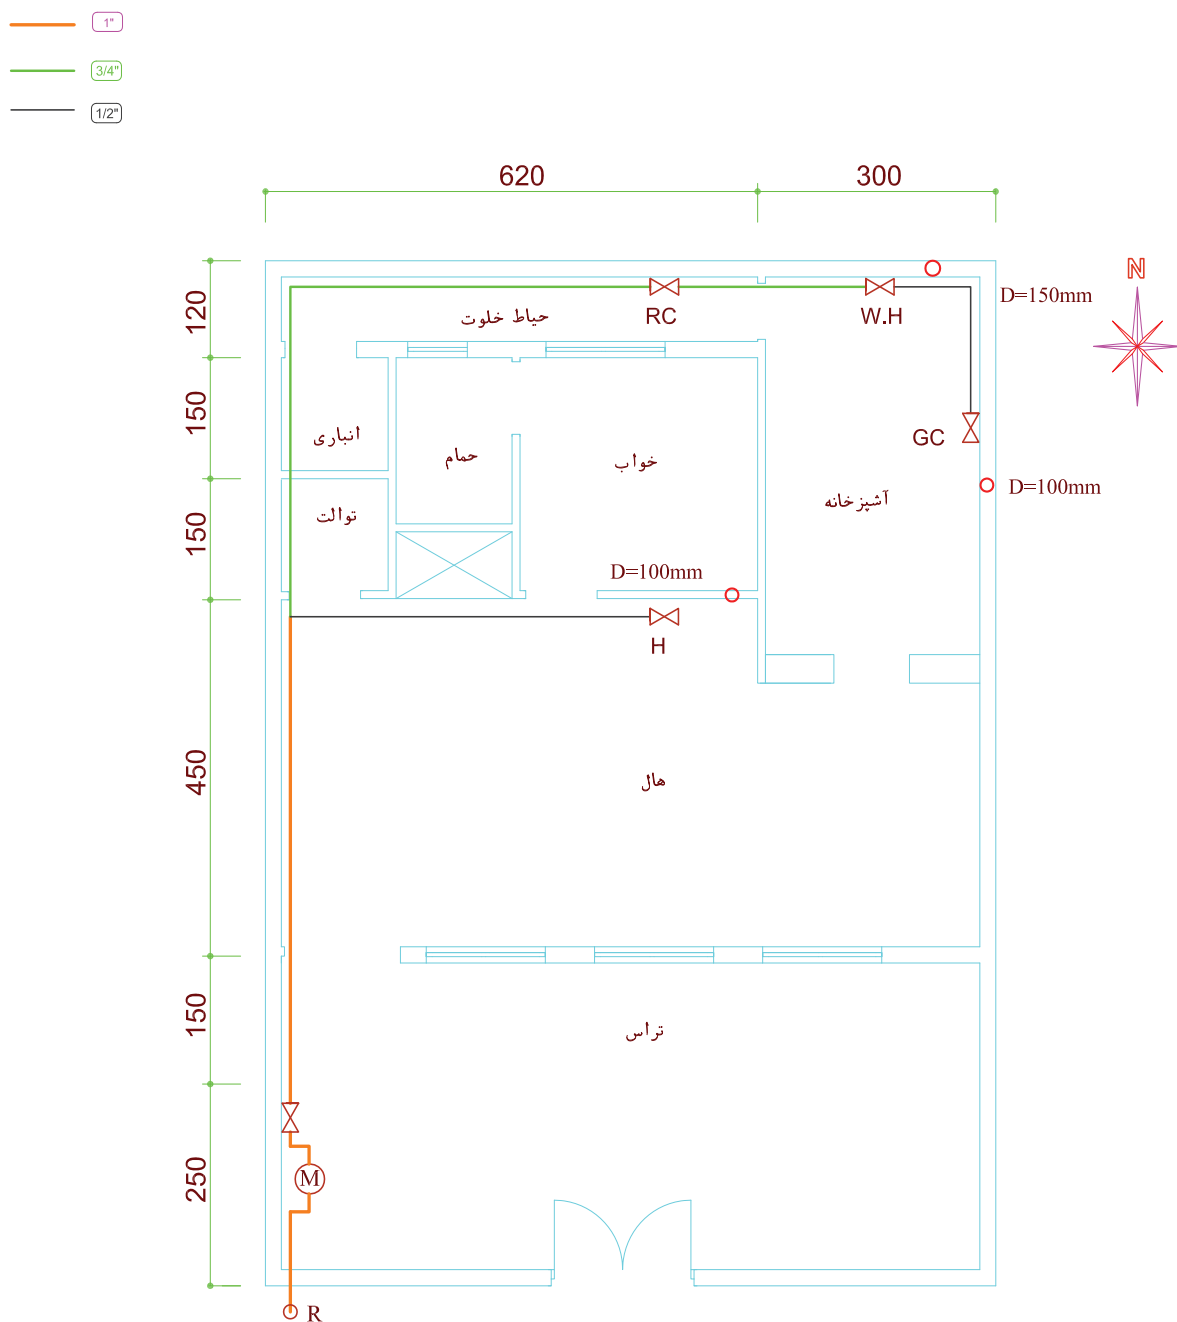 1"
3/4"
1/2"
620
300
120
150
150
450
150
250
N
D=150mm
RC
W.H
حیاط خلوت
GC
انباری
حمام
خواب
آشپزخانه
D=100mm
توالت
D=100mm
H
هال
تراس
M
R